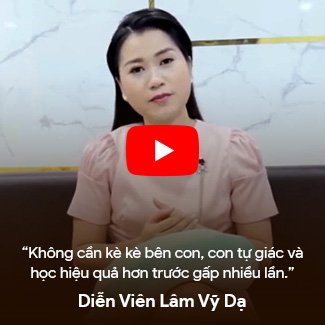 “Không cần kè kè bên con, con tự giác và
học hiệu quả hơn trước gấp nhiều lần.”
Diễn Viên Lâm Vỹ Dạ